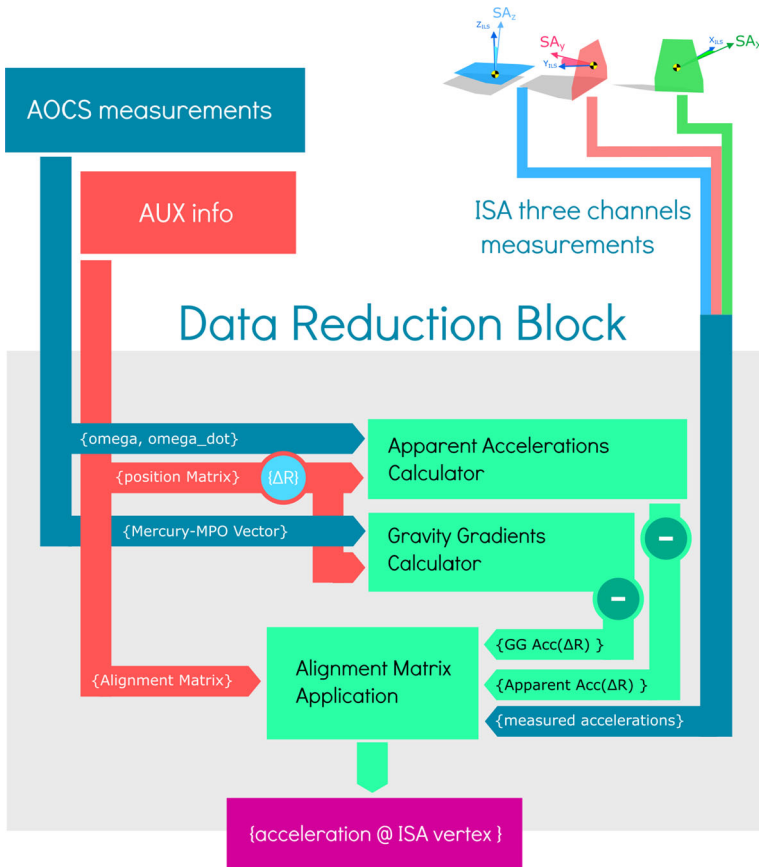 Z_ILS
SA_z
SA_y
Y_ILS
X_ILS
SA_x
AOCS measurements
AUX info
ISA three channels
measurements
Data Reduction Block
{omega, omega_dot}
{position Matrix}
{ΔR}
Apparent Accelerations
Calculator
{Mercury-MPO Vector}
Gravity Gradients
Calculator
−
−
{GG Acc(ΔR) }
{Alignment Matrix}
Alignment Matrix
Application
{Apparent Acc(ΔR) }
{measured accelerations}
{acceleration @ ISA vertex }